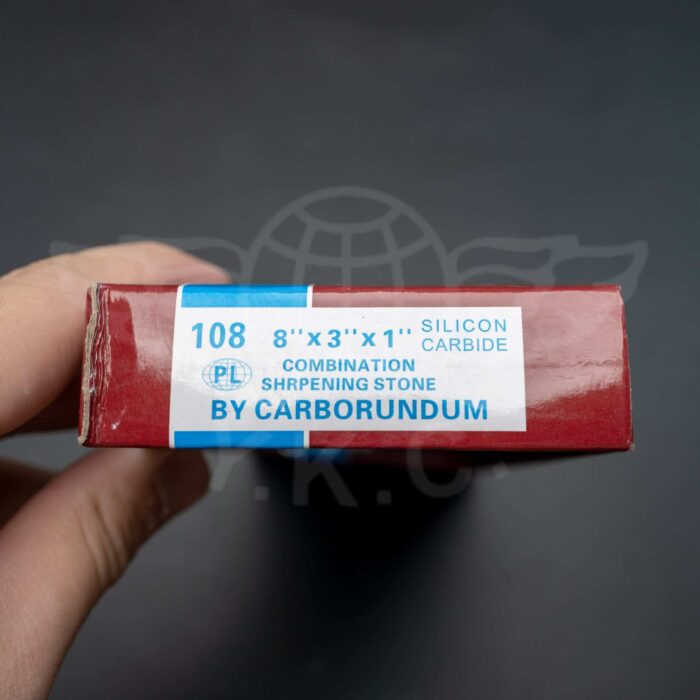 108 8"x3"x1" SILICON CARBIDE
PL COMBINATION
SHRPENING STONE
BY CARBORUNDUM
Y.K.C.